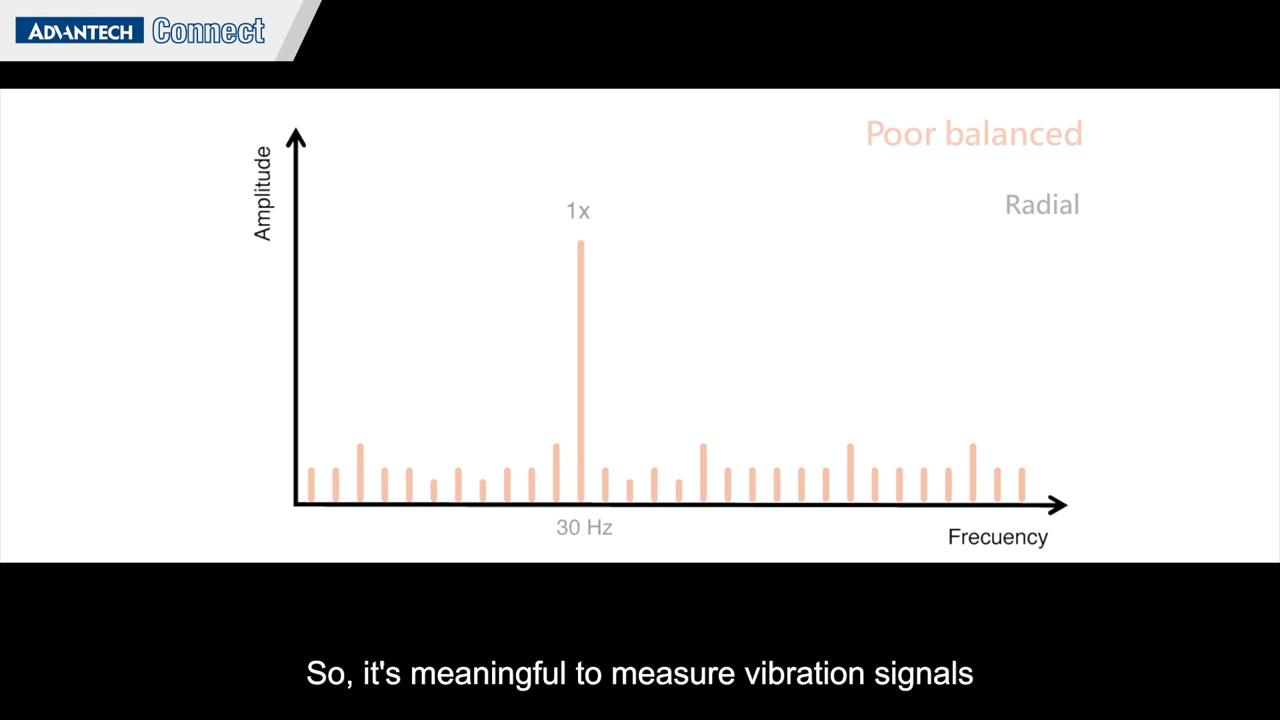 ADVANTECH Connect
Poor balanced
Amplitude
Radial
1x
30 Hz
Frecuency
So, it's meaningful to measure vibration signals